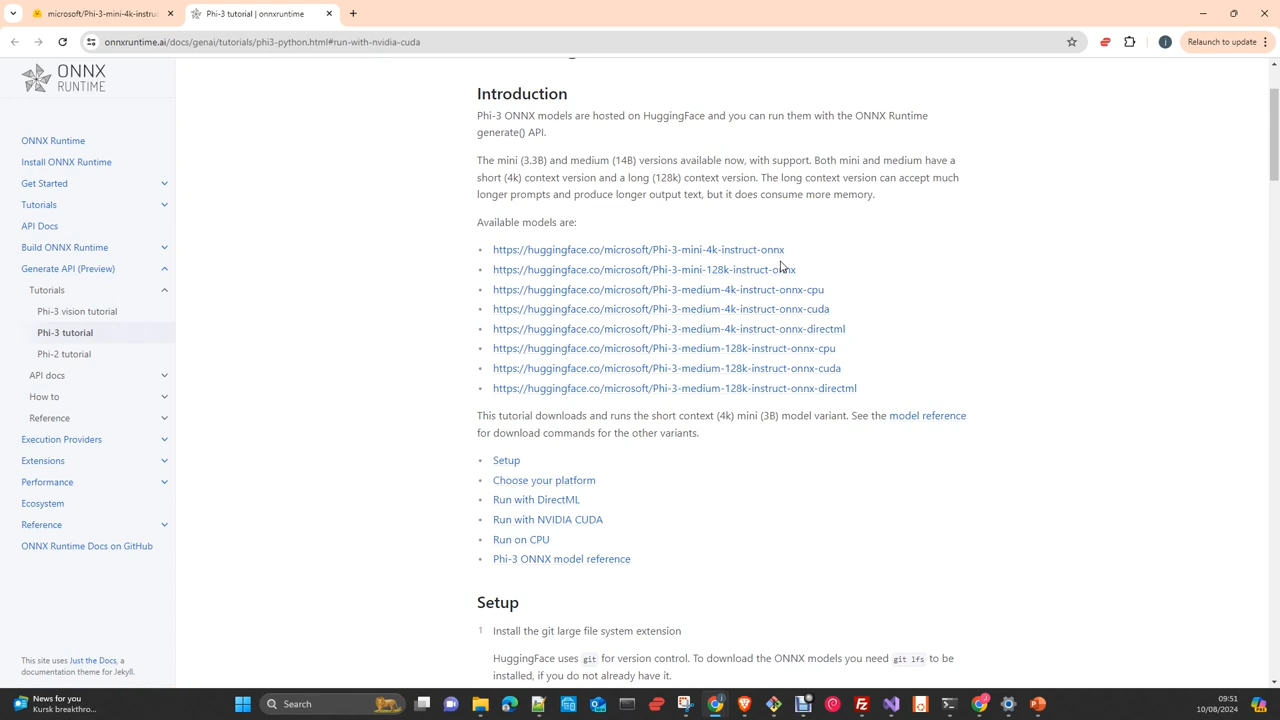 microsoft/Phi-3-mini-4k-instruc
Phi-3 tutorial | onnxruntime
onnxruntime.ai/docs/genai/tutorials/phi3-python.html#run-with-nvidia-cuda
Relaunch to update
ONNX
RUNTIME
ONNX Runtime
Install ONNX Runtime
Get Started
Tutorials
API Docs
Build ONNX Runtime
Generate API (Preview)
Tutorials
Phi-3 vision tutorial
Phi-3 tutorial
Phi-2 tutorial
API docs
How to
Reference
Execution Providers
Extensions
Performance
Ecosystem
Reference
ONNX Runtime Docs on GitHub
This site uses Just the Docs, a
documentation theme for Jekyll.
Introduction
Phi-3 ONNX models are hosted on HuggingFace and you can run them with the ONNX Runtime
generate() API.
The mini (3.3B) and medium (14B) versions available now, with support. Both mini and medium have a
short (4k) context version and a long (128k) context version. The long context version can accept much
longer prompts and produce longer output text, but it does consume more memory.
Available models are:
• https://huggingface.co/microsoft/Phi-3-mini-4k-instruct-onnx
• https://huggingface.co/microsoft/Phi-3-mini-128k-instruct-onnx
• https://huggingface.co/microsoft/Phi-3-medium-4k-instruct-onnx-cpu
• https://huggingface.co/microsoft/Phi-3-medium-4k-instruct-onnx-cuda
• https://huggingface.co/microsoft/Phi-3-medium-4k-instruct-onnx-directml
• https://huggingface.co/microsoft/Phi-3-medium-128k-instruct-onnx-cpu
• https://huggingface.co/microsoft/Phi-3-medium-128k-instruct-onnx-cuda
• https://huggingface.co/microsoft/Phi-3-medium-128k-instruct-onnx-directml
This tutorial downloads and runs the short context (4k) mini (3B) model variant. See the model reference
for download commands for the other variants.
• Setup
• Choose your platform
• Run with DirectML
• Run with NVIDIA CUDA
• Run on CPU
• Phi-3 ONNX model reference
Setup
1 Install the git large file system extension
HuggingFace uses git for version control. To download the ONNX models you need git lfs to be
installed, if you do not already have it.
News for you
Kursk breakthro...
Search
09:51
10/08/2024